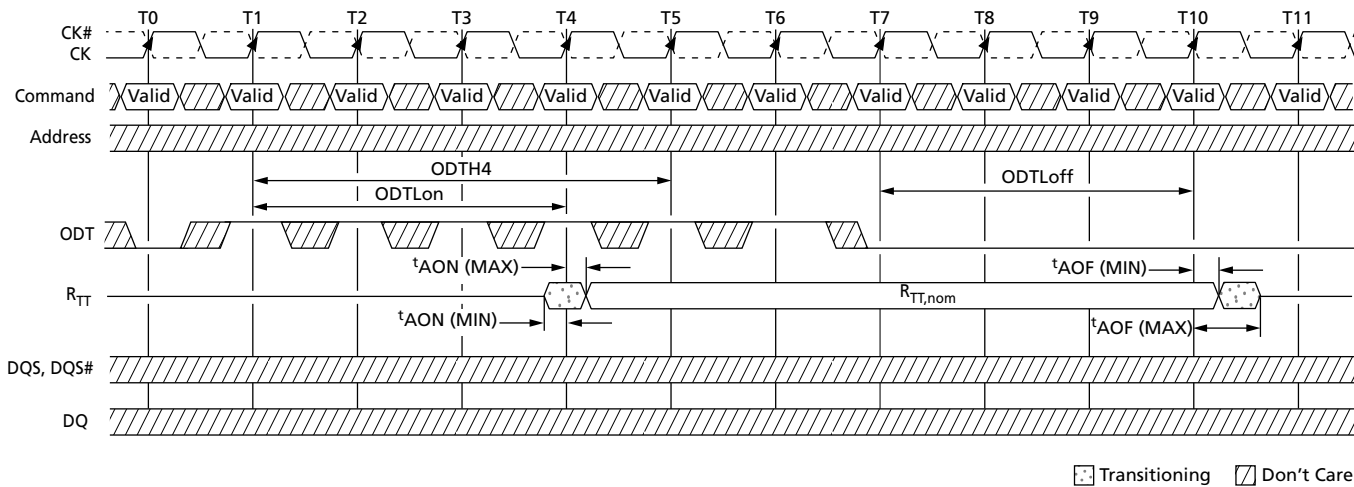 T0 T1 T2 T3 T4 T5 T6 T7 T8 T9 T10 T11
CK#
CK
Command Valid Valid Valid Valid Valid Valid Valid Valid Valid Valid Valid Valid
Address
ODTH4
ODTLoff
ODTLon
ODT
tAON (MAX) tAOF (MIN)
RTT RTT,nom
tAON (MIN) tAOF (MAX)
DQS, DQS#
DQ
Transitioning Don't Care